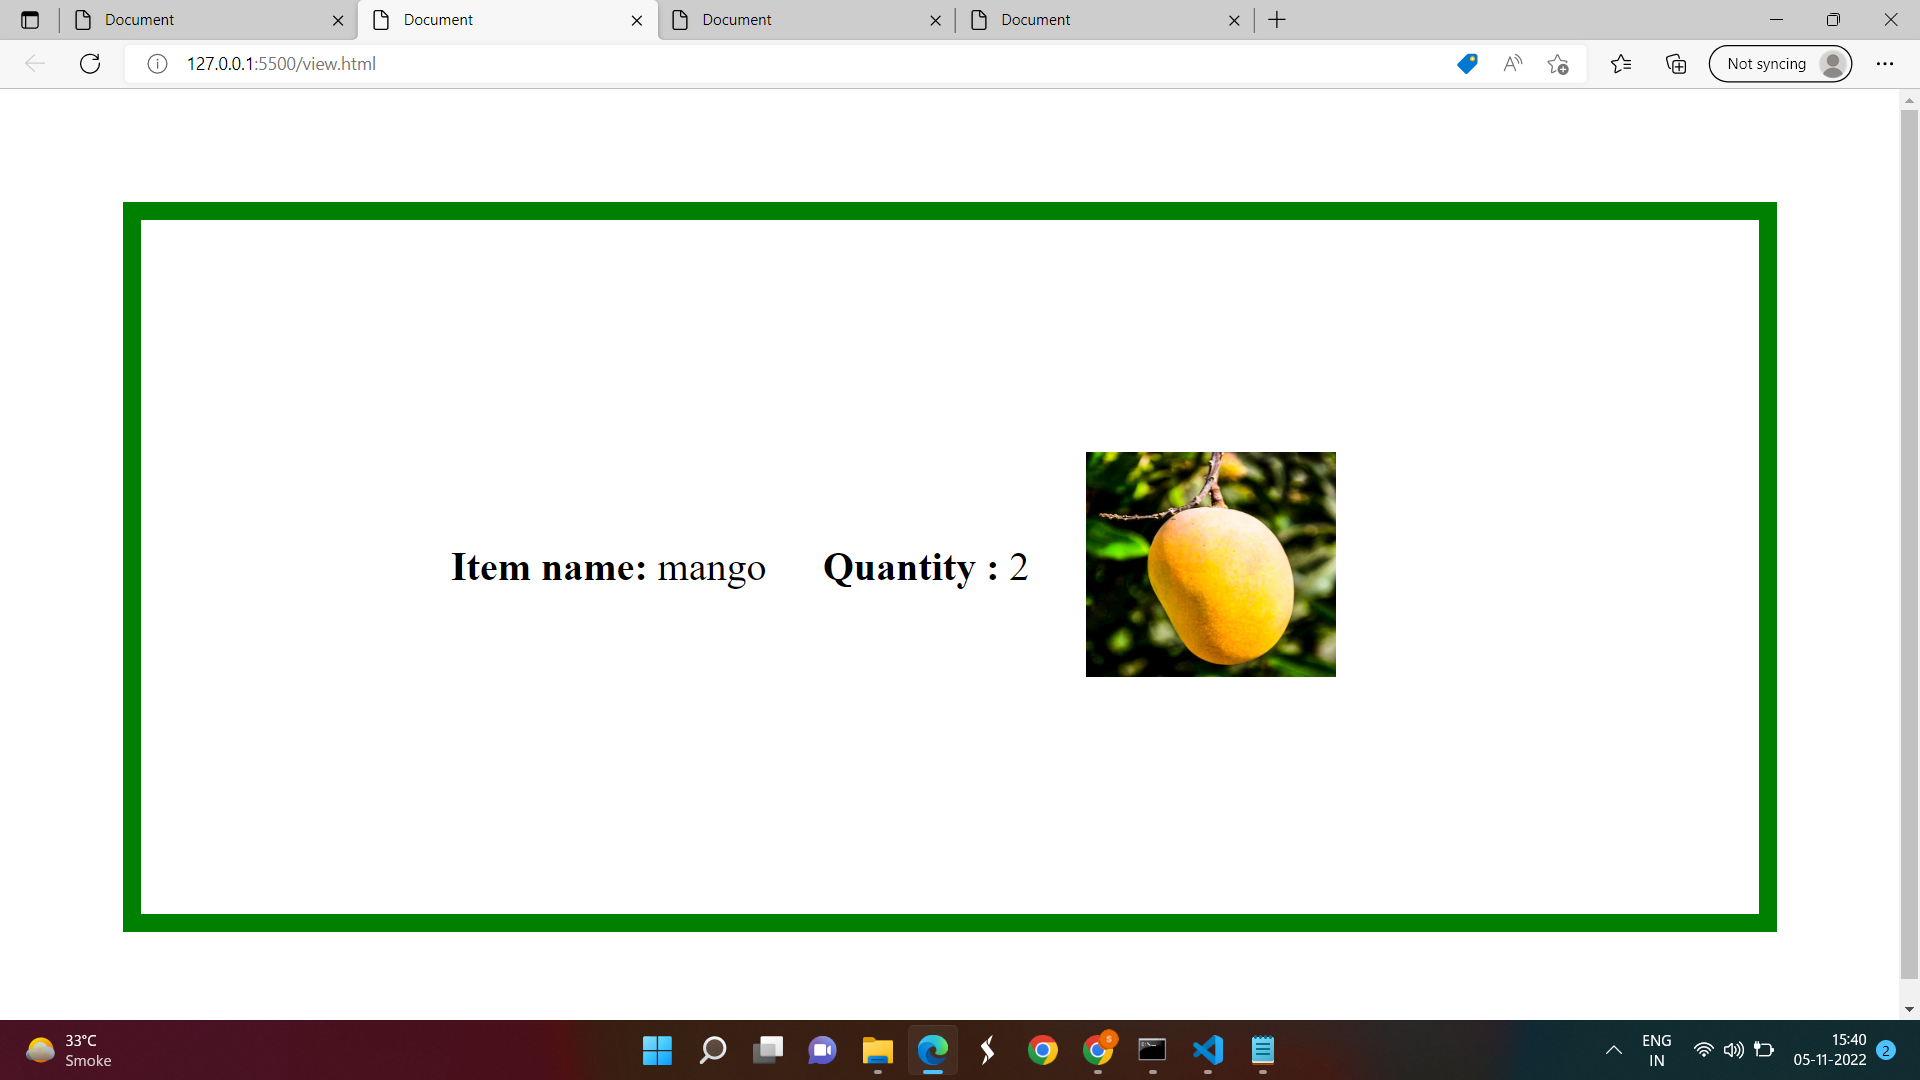 Document
Document
Document
Document
127.0.0.1:5500/view.html
Not syncing
Item name: mango Quantity : 2
33°C
Smoke
ENG
IN
15:40
05-11-2022
2